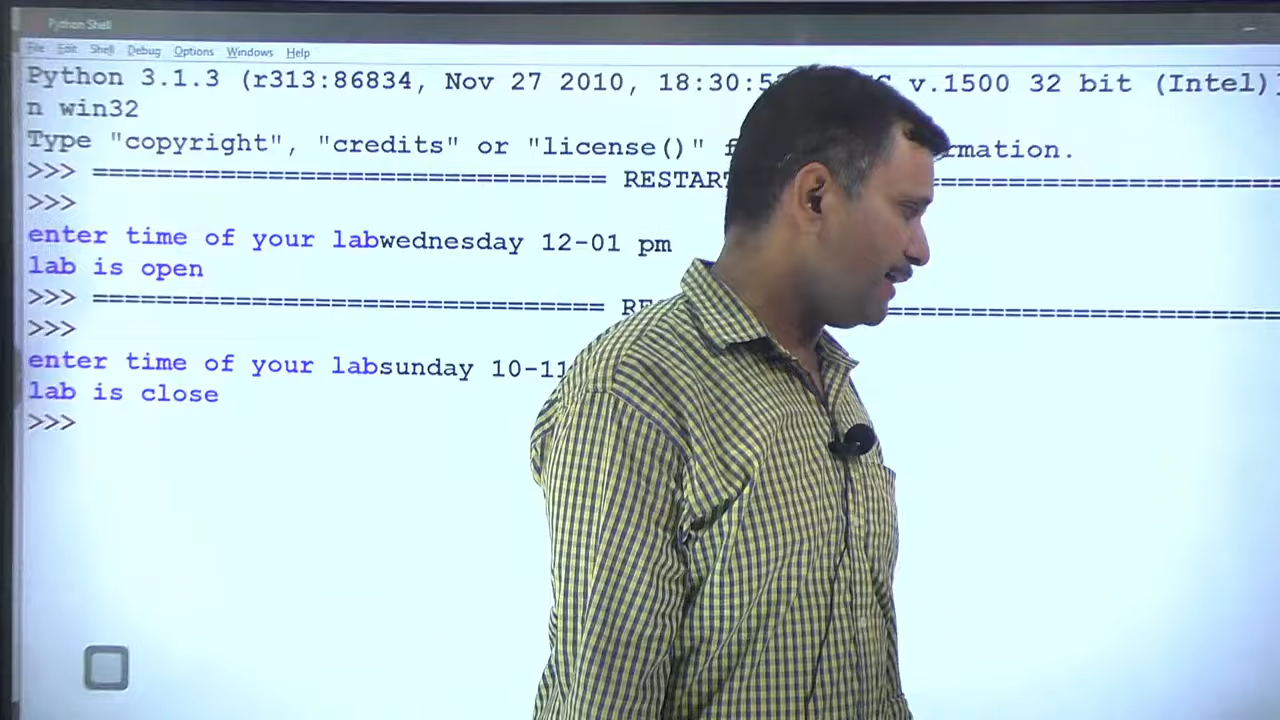 Python Shell
File Edit Shell Debug Options Windows Help
Python 3.1.3 (r313:86834, Nov 27 2010, 18:30:5 v.1500 32 bit (Intel)]
n win32
Type "copyright", "credits" or "license()" rmation.
>>> ================================ RESTART ================================
>>>
enter time of your labwednesday 12-01 pm
lab is open
>>> ================================ ================================
>>>
enter time of your labsunday 10-11
lab is close
>>>